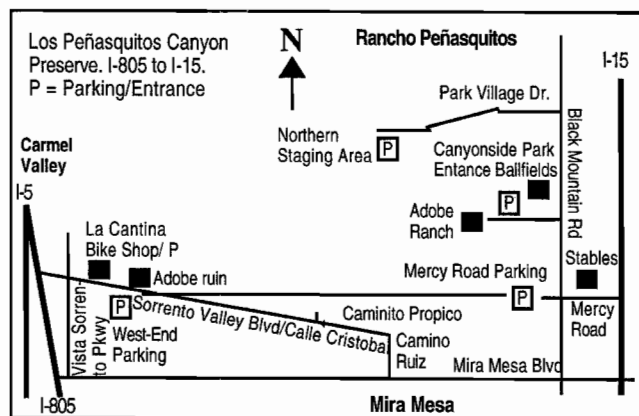 Los Peñasquitos Canyon
Preserve. I-805 to I-15.
P = Parking/Entrance
N
Rancho Peñasquitos
I-15
Park Village Dr.
Northern
Staging Area
P
Black Mountain Rd
Canyonside Park
Entance Ballfields
P
Adobe
Ranch
Carmel
Valley
I-5
La Cantina
Bike Shop/ P
Adobe ruin
Mercy Road Parking
P
Stables
Mercy
Road
Vista Sorren-
to Pkwy
P
West-End
Parking
Sorrento Valley Blvd/Calle Cristobal
Caminito Propico
Camino
Ruiz
Mira Mesa Blvd
I-805
Mira Mesa